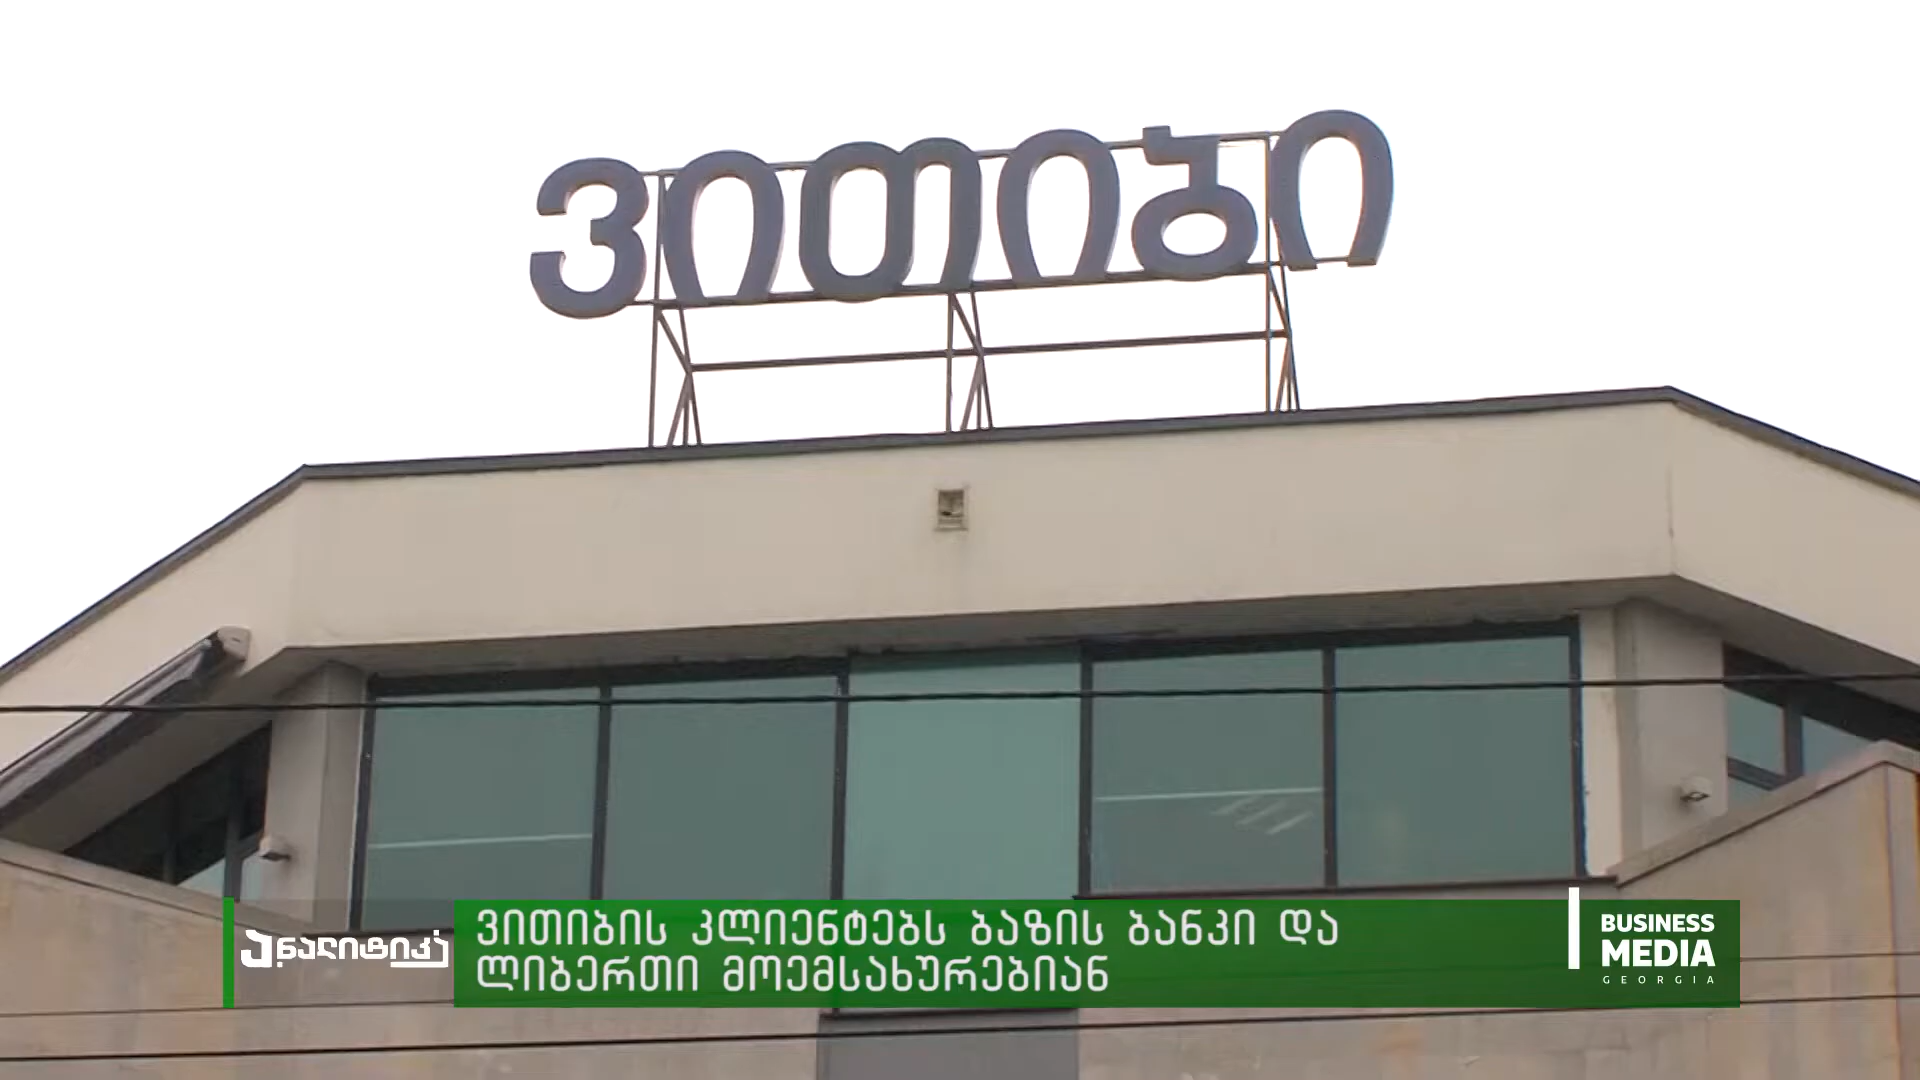 ვითიბი
ანალიტიკა
ვითიბის კლიენტებს ბაზის ბანკი და
ლიბერთი მოემსახურებიან
BUSINESS
MEDIA
GEORGIA